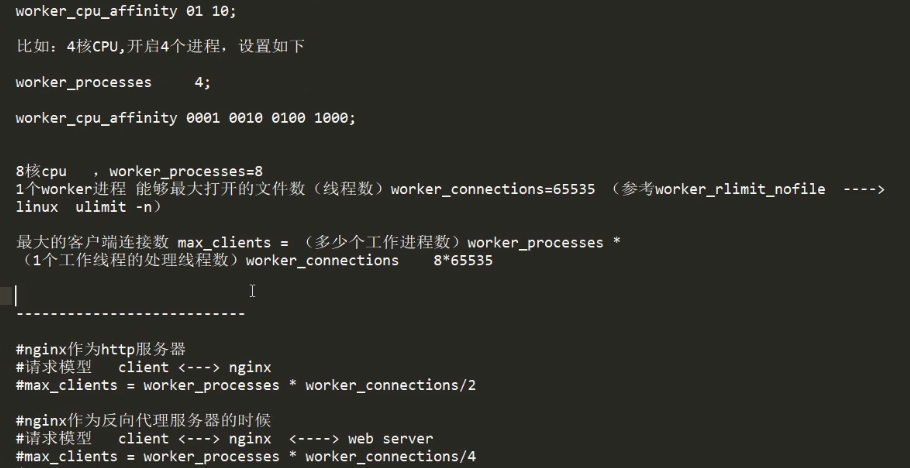 worker_cpu_affinity 01 10;
比如：4核CPU,开启4个进程，设置如下
worker_processes     4;
worker_cpu_affinity 0001 0010 0100 1000;
8核cpu   ，worker_processes=8
1个worker进程 能够最大打开的文件数（线程数）worker_connections=65535 （参考worker_rlimit_nofile  ---->
linux  ulimit -n）
最大的客户端连接数 max_clients = （多少个工作进程数）worker_processes *
（1个工作线程的处理线程数）worker_connections    8*65535
---------------------------
#nginx作为http服务器
#请求模型   client <---> nginx
#max_clients = worker_processes * worker_connections/2
#nginx作为反向代理服务器的时候
#请求模型   client <---> nginx  <----> web server
#max_clients = worker_processes * worker_connections/4